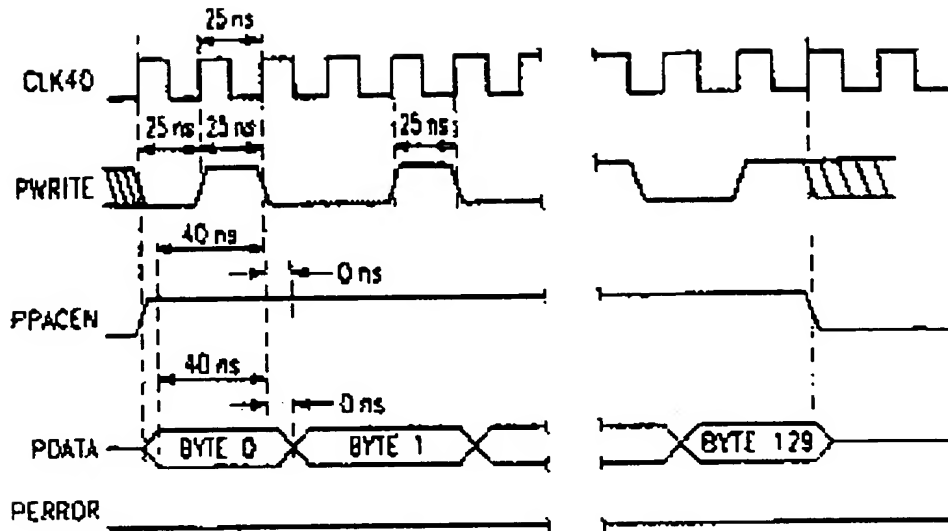 25 ns
CLK40
25 ns 25 ns 25 ns
PWRITE
40 ns
0 ns
PPACEN
40 ns
0 ns
PDATA BYTE 0 BYTE 1 BYTE 129
PERROR